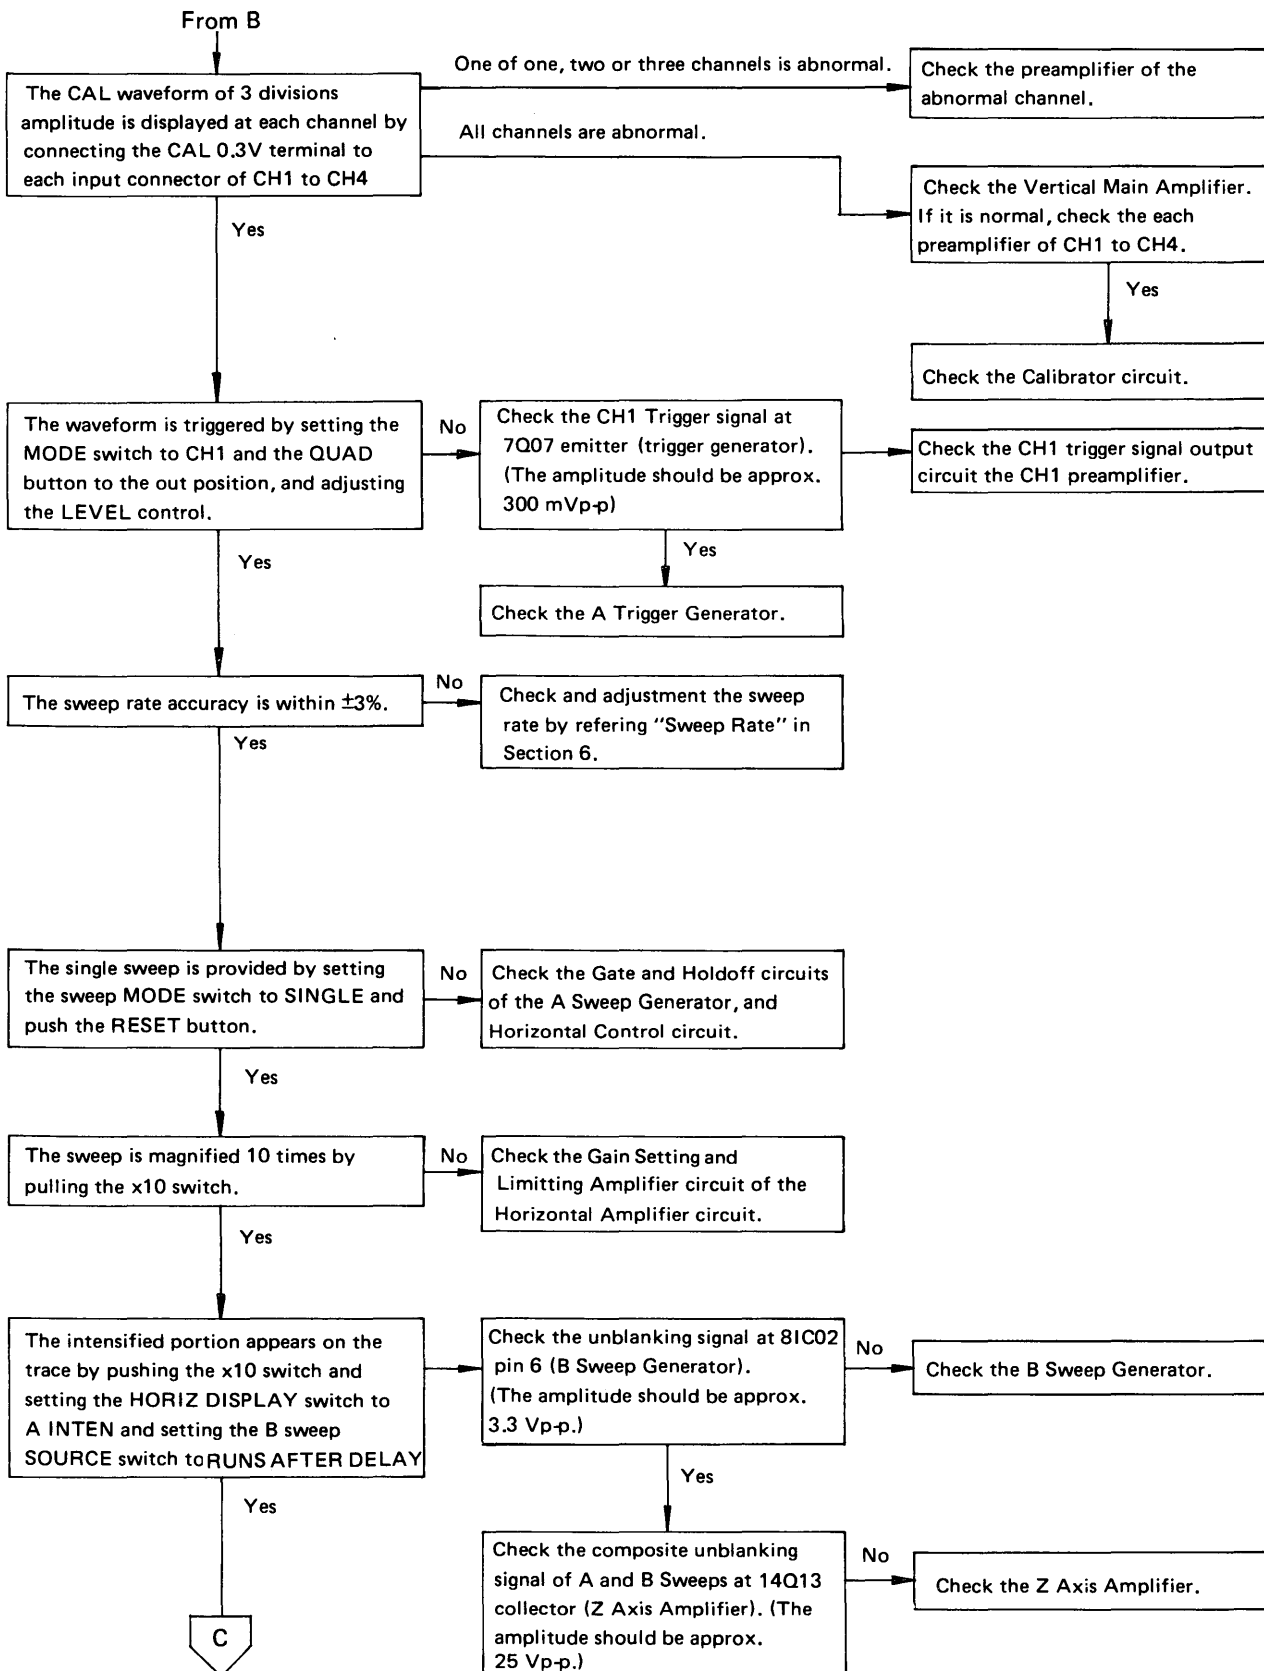 From B
The CAL waveform of 3 divisions
amplitude is displayed at each channel by
connecting the CAL 0.3V terminal to
each input connector of CH1 to CH4
One of one, two or three channels is abnormal.
Check the preamplifier of the
abnormal channel.
All channels are abnormal.
Check the Vertical Main Amplifier.
If it is normal, check the each
preamplifier of CH1 to CH4.
Yes
Yes
Check the Calibrator circuit.
The waveform is triggered by setting the
MODE switch to CH1 and the QUAD
button to the out position, and adjusting
the LEVEL control.
No
Check the CH1 Trigger signal at
7Q07 emitter (trigger generator).
(The amplitude should be approx.
300 mVp-p)
Check the CH1 trigger signal output
circuit the CH1 preamplifier.
Yes
Yes
Check the A Trigger Generator.
The sweep rate accuracy is within ±3%.
No
Check and adjustment the sweep
rate by refering "Sweep Rate" in
Section 6.
Yes
The single sweep is provided by setting
the sweep MODE switch to SINGLE and
push the RESET button.
No
Check the Gate and Holdoff circuits
of the A Sweep Generator, and
Horizontal Control circuit.
Yes
The sweep is magnified 10 times by
pulling the x10 switch.
No
Check the Gain Setting and
Limitting Amplifier circuit of the
Horizontal Amplifier circuit.
Yes
The intensified portion appears on the
trace by pushing the x10 switch and
setting the HORIZ DISPLAY switch to
A INTEN and setting the B sweep
SOURCE switch to RUNS AFTER DELAY
Check the unblanking signal at 8IC02
pin 6 (B Sweep Generator).
(The amplitude should be approx.
3.3 Vp-p.)
No
Check the B Sweep Generator.
Yes
Yes
Check the composite unblanking
signal of A and B Sweeps at 14Q13
collector (Z Axis Amplifier). (The
amplitude should be approx.
25 Vp-p.)
No
Check the Z Axis Amplifier.
C